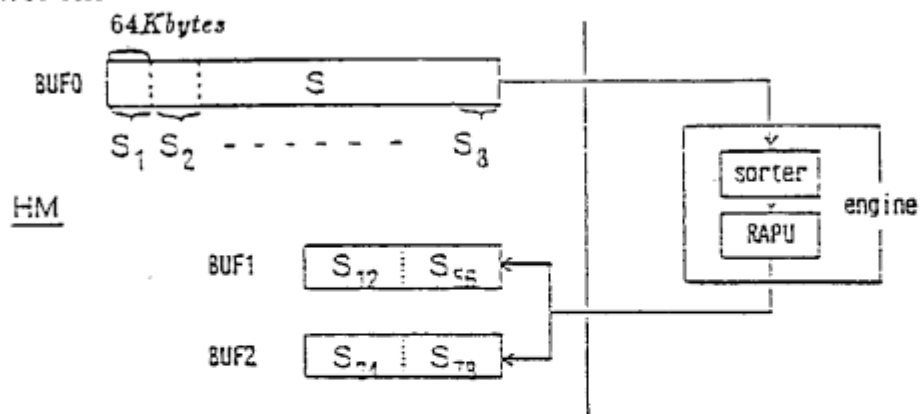 64Kbytes
BUF0 S
S1 S2 - - - - - - S8
sorter
engine
HM
RAPU
BUF1 S12 S56
BUF2 S34 S78